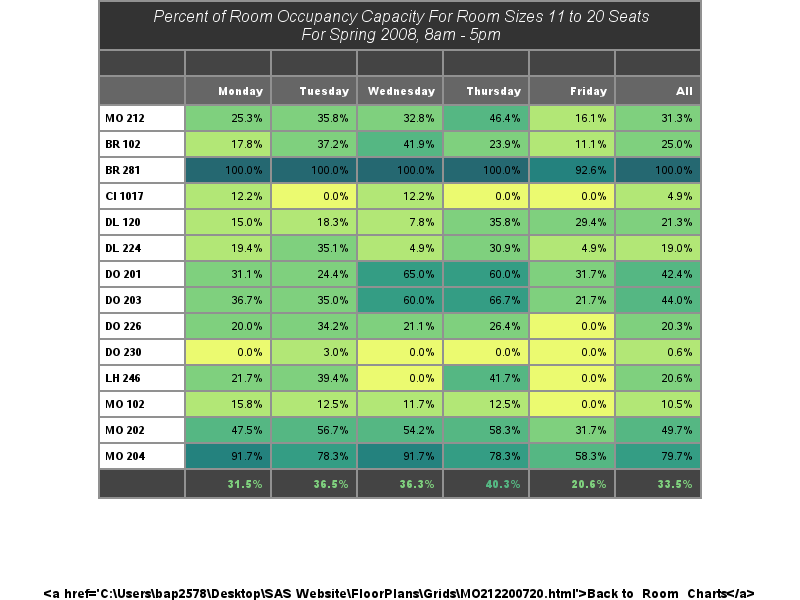 Percent of Room Occupancy Capacity For Room Sizes 11 to 20 Seats
For Spring 2008, 8am - 5pm
Monday Tuesday Wednesday Thursday Friday All
MO 212 25.3% 35.8% 32.8% 46.4% 16.1% 31.3%
BR 102 17.8% 37.2% 41.9% 23.9% 11.1% 25.0%
BR 281 100.0% 100.0% 100.0% 100.0% 92.6% 100.0%
CI 1017 12.2% 0.0% 12.2% 0.0% 0.0% 4.9%
DL 120 15.0% 18.3% 7.8% 35.8% 29.4% 21.3%
DL 224 19.4% 35.1% 4.9% 30.9% 4.9% 19.0%
DO 201 31.1% 24.4% 65.0% 60.0% 31.7% 42.4%
DO 203 36.7% 35.0% 60.0% 66.7% 21.7% 44.0%
DO 226 20.0% 34.2% 21.1% 26.4% 0.0% 20.3%
DO 230 0.0% 3.0% 0.0% 0.0% 0.0% 0.6%
LH 246 21.7% 39.4% 0.0% 41.7% 0.0% 20.6%
MO 102 15.8% 12.5% 11.7% 12.5% 0.0% 10.5%
MO 202 47.5% 56.7% 54.2% 58.3% 31.7% 49.7%
MO 204 91.7% 78.3% 91.7% 78.3% 58.3% 79.7%
31.5% 36.5% 36.3% 40.3% 20.6% 33.5%
<a href='C:\Users\bap2578\Desktop\SAS Website\FloorPlans\Grids\MO212200720.html'>Back to Room Charts</a>